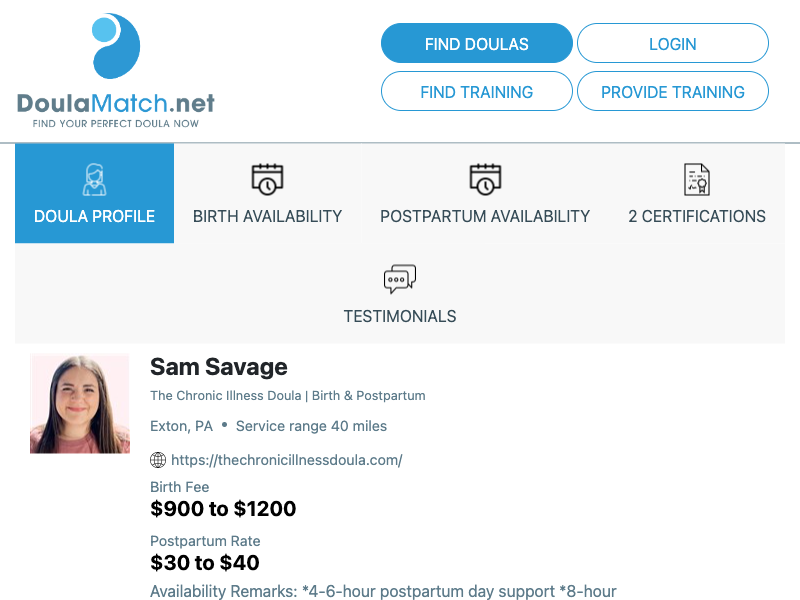 DoulaMatch.net
FIND YOUR PERFECT DOULA NOW
FIND DOULAS
LOGIN
FIND TRAINING
PROVIDE TRAINING
DOULA PROFILE
BIRTH AVAILABILITY
POSTPARTUM AVAILABILITY
2 CERTIFICATIONS
TESTIMONIALS
Sam Savage
The Chronic Illness Doula | Birth & Postpartum
Exton, PA • Service range 40 miles
https://thechronicillnessdoula.com/
Birth Fee
$900 to $1200
Postpartum Rate
$30 to $40
Availability Remarks: *4-6-hour postpartum day support *8-hour